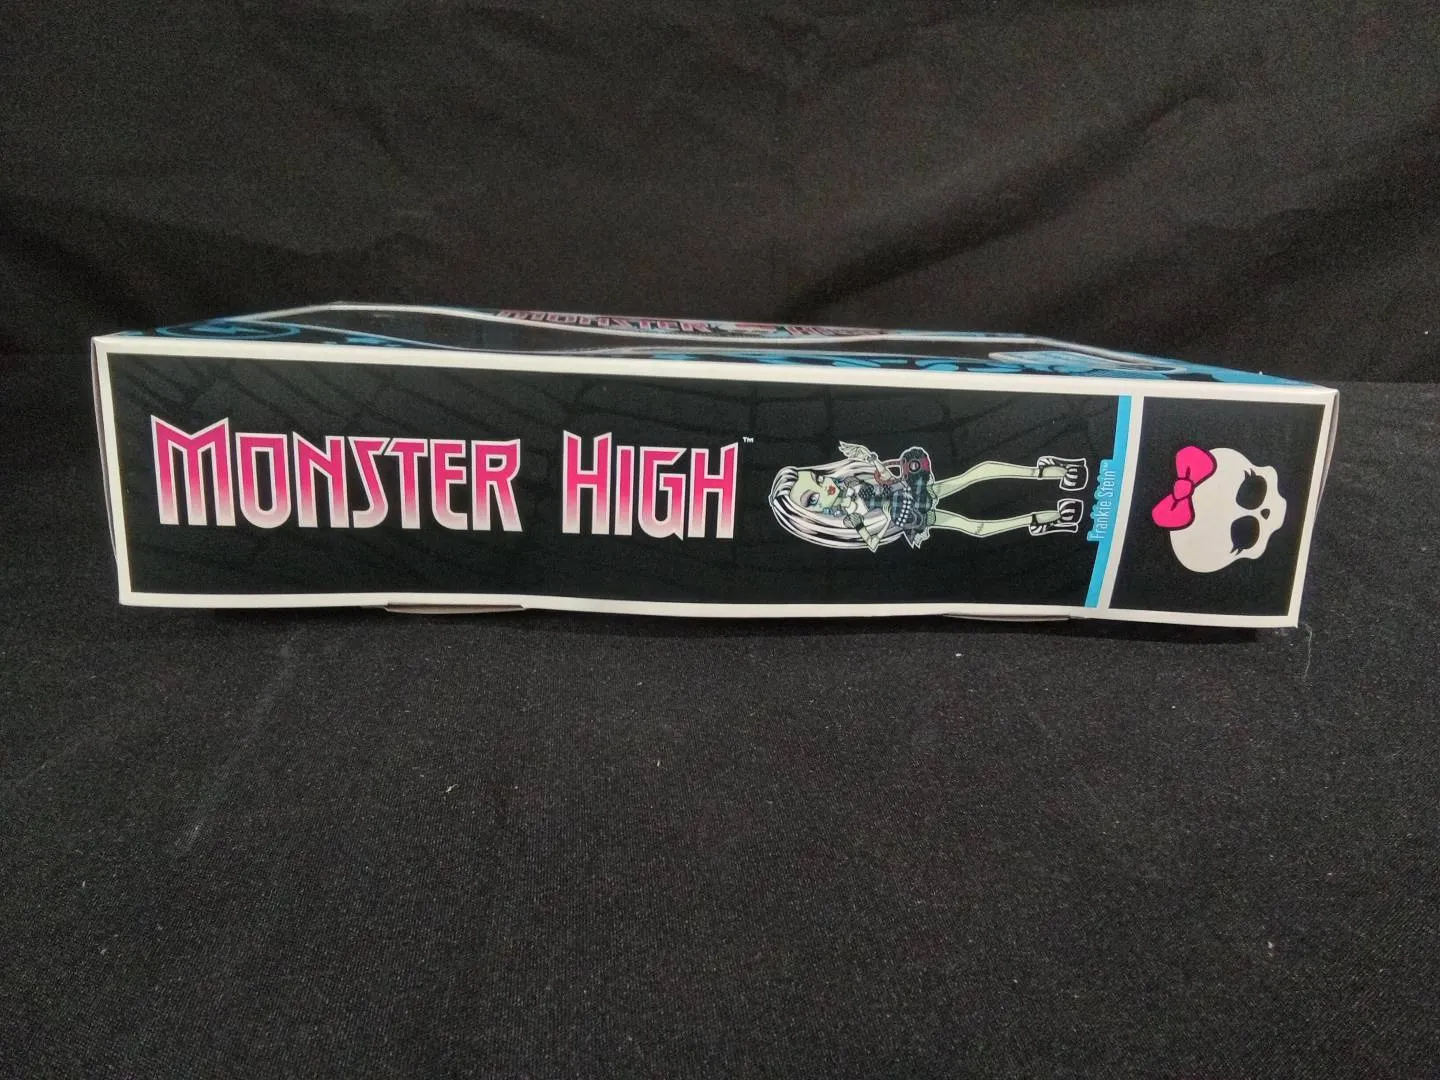 MONSTER HIGH
MONSTER HIGH™
Frankie Stein™